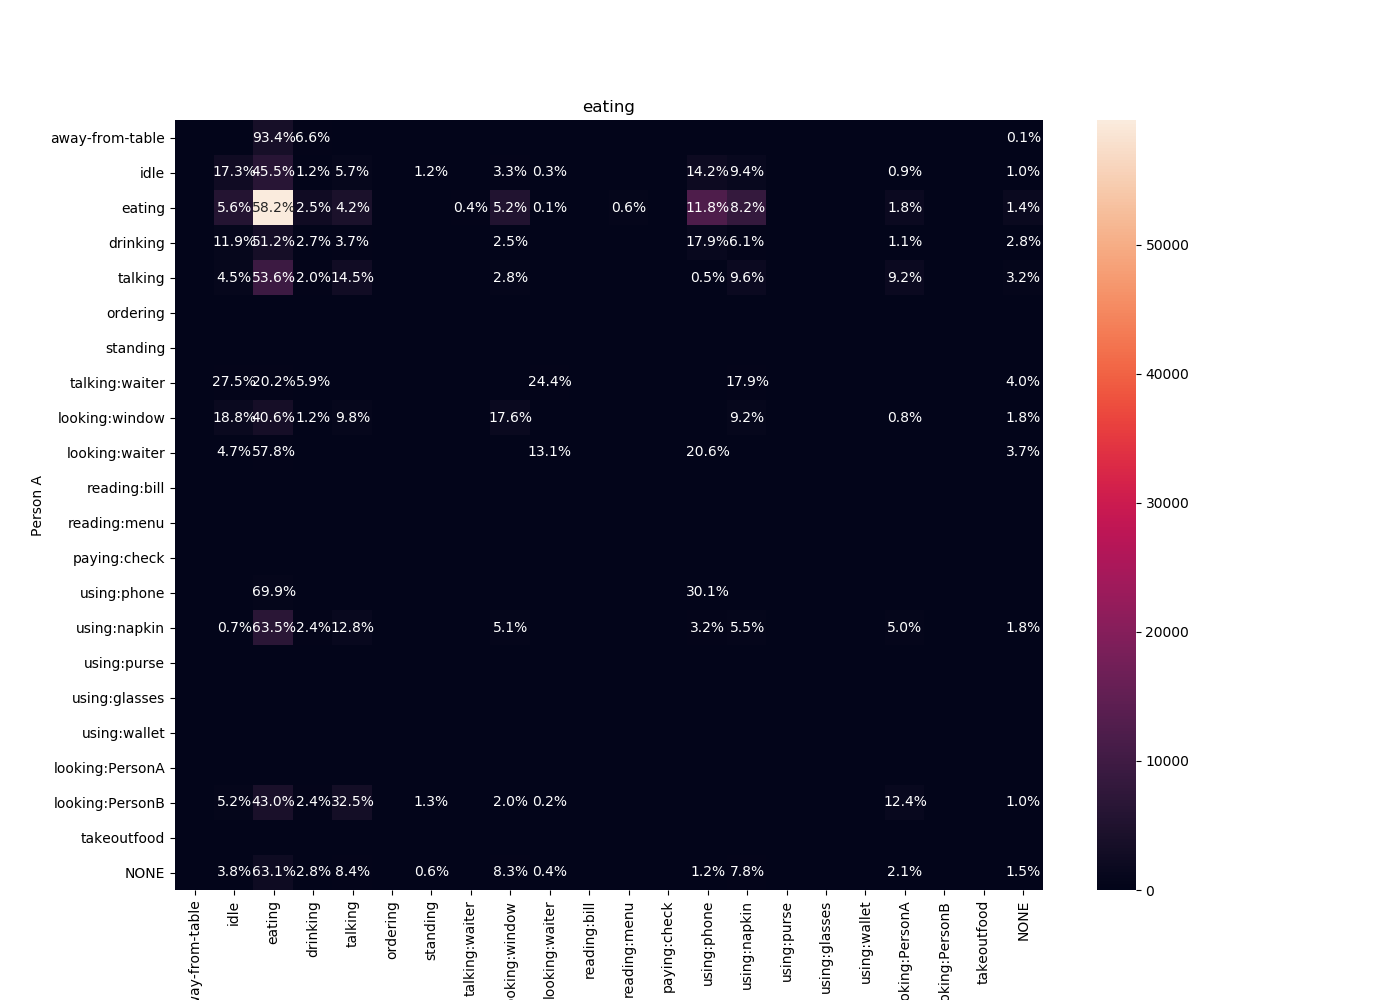 eating
away-from-table 93.4% 6.6% 0.1%
idle 17.3% 45.5% 1.2% 5.7% 1.2% 3.3% 0.3% 14.2% 9.4% 0.9% 1.0%
eating 5.6% 58.2% 2.5% 4.2% 0.4% 5.2% 0.1% 0.6% 11.8% 8.2% 1.8% 1.4%
drinking 11.9% 51.2% 2.7% 3.7% 2.5% 17.9% 6.1% 1.1% 2.8%
talking 4.5% 53.6% 2.0% 14.5% 2.8% 0.5% 9.6% 9.2% 3.2%
ordering
standing
talking:waiter 27.5% 20.2% 5.9% 24.4% 17.9% 4.0%
looking:window 18.8% 40.6% 1.2% 9.8% 17.6% 9.2% 0.8% 1.8%
looking:waiter 4.7% 57.8% 13.1% 20.6% 3.7%
reading:bill
reading:menu
paying:check
using:phone 69.9% 30.1%
using:napkin 0.7% 63.5% 2.4% 12.8% 5.1% 3.2% 5.5% 5.0% 1.8%
using:purse
using:glasses
using:wallet
looking:PersonA
looking:PersonB 5.2% 43.0% 2.4% 32.5% 1.3% 2.0% 0.2% 12.4% 1.0%
takeoutfood
NONE 3.8% 63.1% 2.8% 8.4% 0.6% 8.3% 0.4% 1.2% 7.8% 2.1% 1.5%
Person A
way-from-table
idle
eating
drinking
talking
ordering
standing
talking:waiter
ooking:window
looking:waiter
reading:bill
reading:menu
paying:check
using:phone
using:napkin
using:purse
using:glasses
using:wallet
oking:PersonA
oking:PersonB
takeoutfood
NONE
50000
40000
30000
20000
10000
0